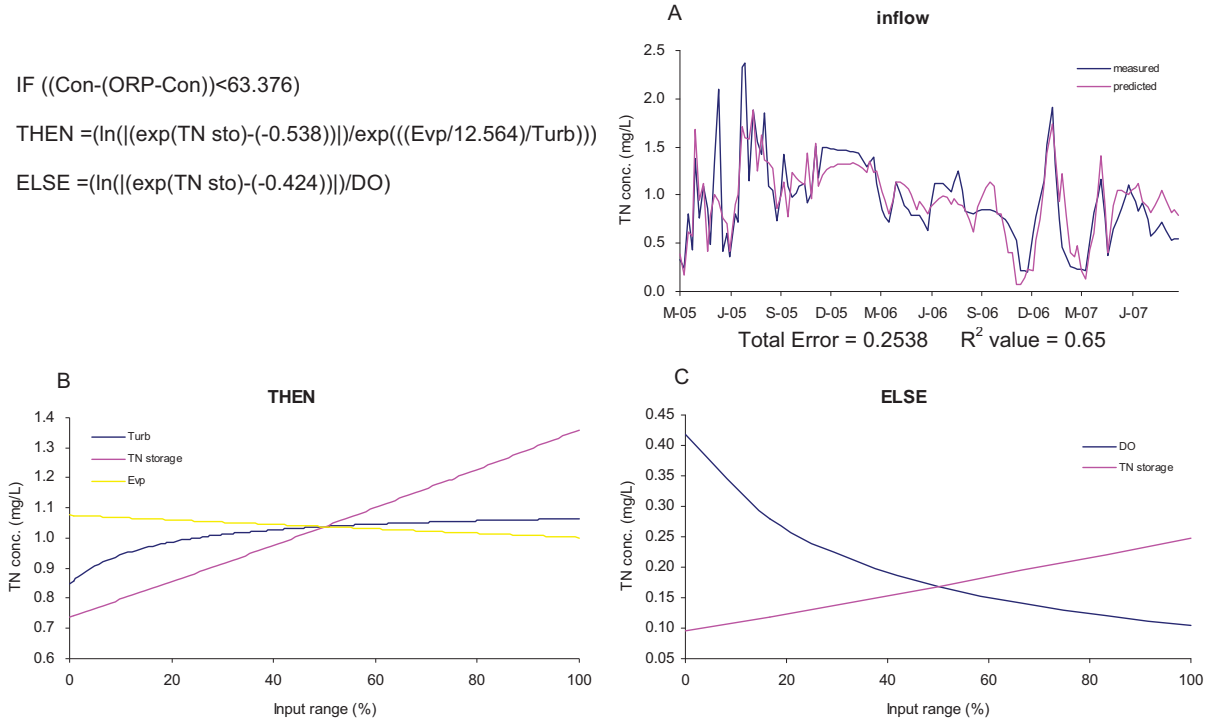 IF ((Con-(ORP-Con))<63.376)
THEN =(ln(|(exp(TN sto)-(-0.538))|)/exp(((Evp/12.564)/Turb)))
ELSE =(ln(|(exp(TN sto)-(-0.424))|)/DO)
A
inflow
TN conc. (mg/L)
2.5
2.0
1.5
1.0
0.5
0.0
measured
predicted
M-05 J-05 S-05 D-05 M-06 J-06 S-06 D-06 M-07 J-07
Total Error = 0.2538 R² value = 0.65
B
THEN
TN conc. (mg/L)
1.4
1.3
1.2
1.1
1.0
0.9
0.8
0.7
0.6
Turb
TN storage
Evp
0 20 40 60 80 100
Input range (%)
C
ELSE
TN conc. (mg/L)
0.45
0.40
0.35
0.30
0.25
0.20
0.15
0.10
0.05
DO
TN storage
0 20 40 60 80 100
Input range (%)